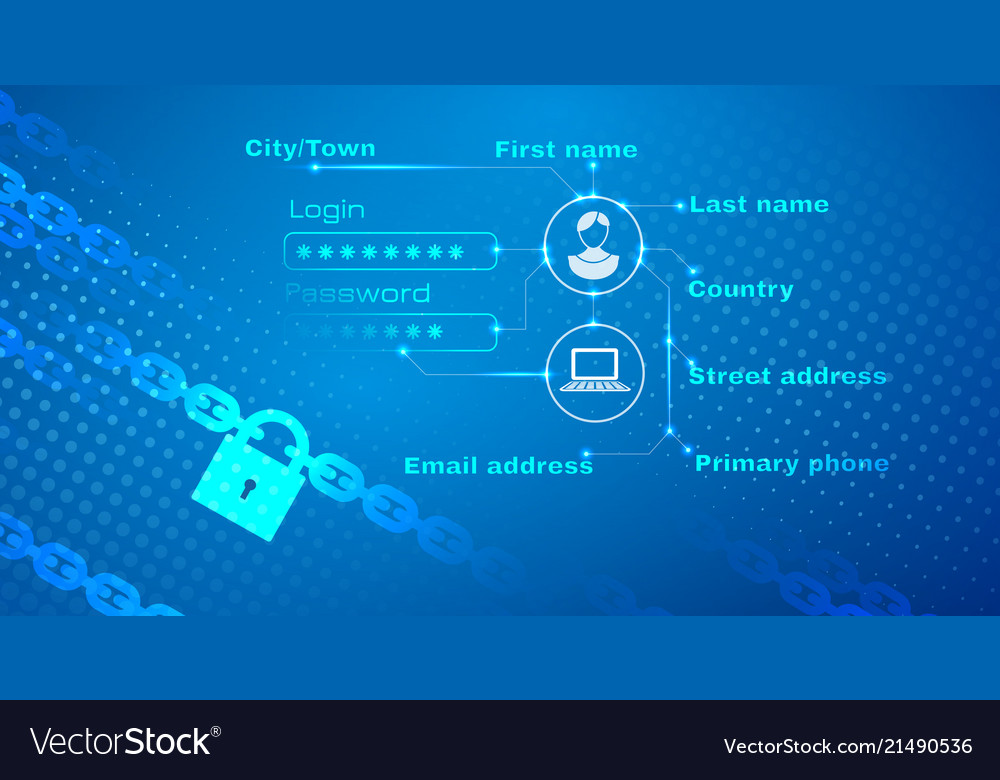 City/Town
First name
Last name
Login
********
Country
Password
*******
Street address
Email address
Primary phone
VectorStock®
VectorStock.com/21490536